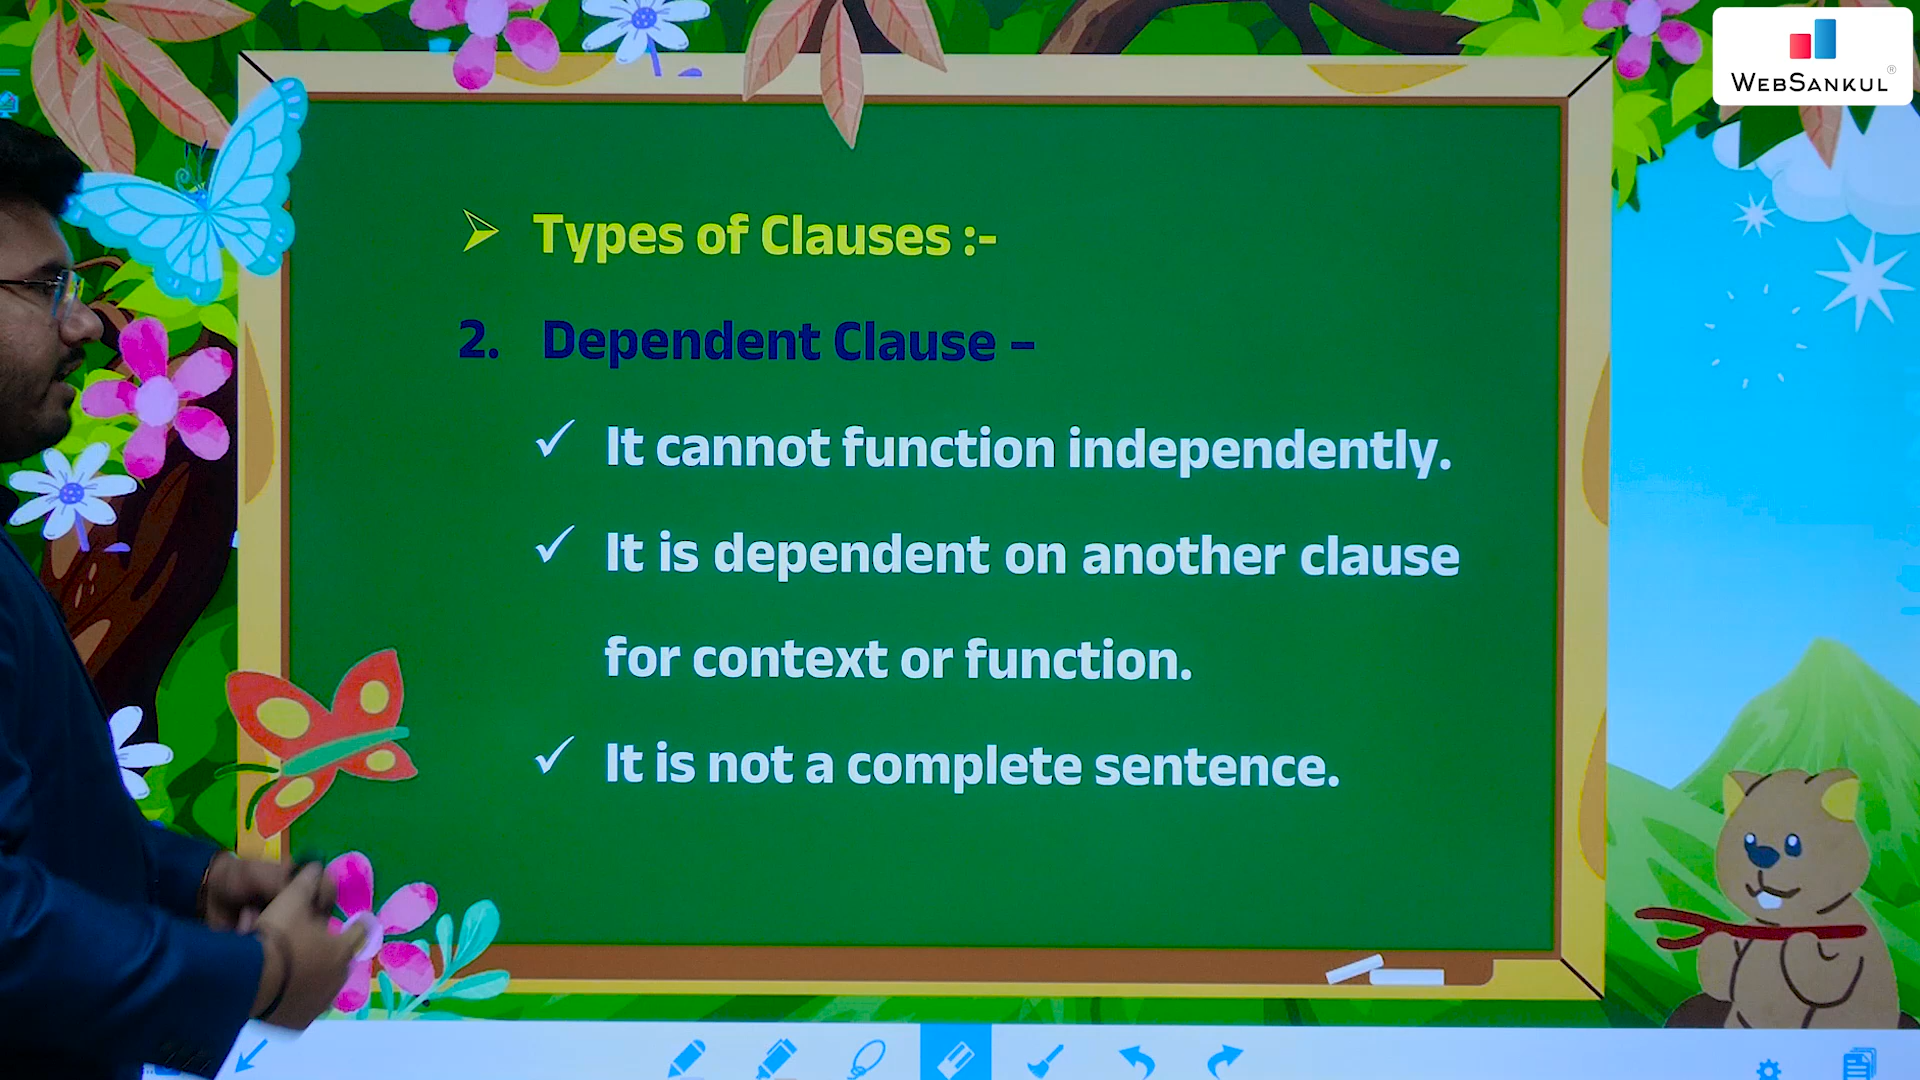 WEBSANKUL®
➢ Types of Clauses :-
2. Dependent Clause –
✓ It cannot function independently.
✓ It is dependent on another clause
for context or function.
✓ It is not a complete sentence.